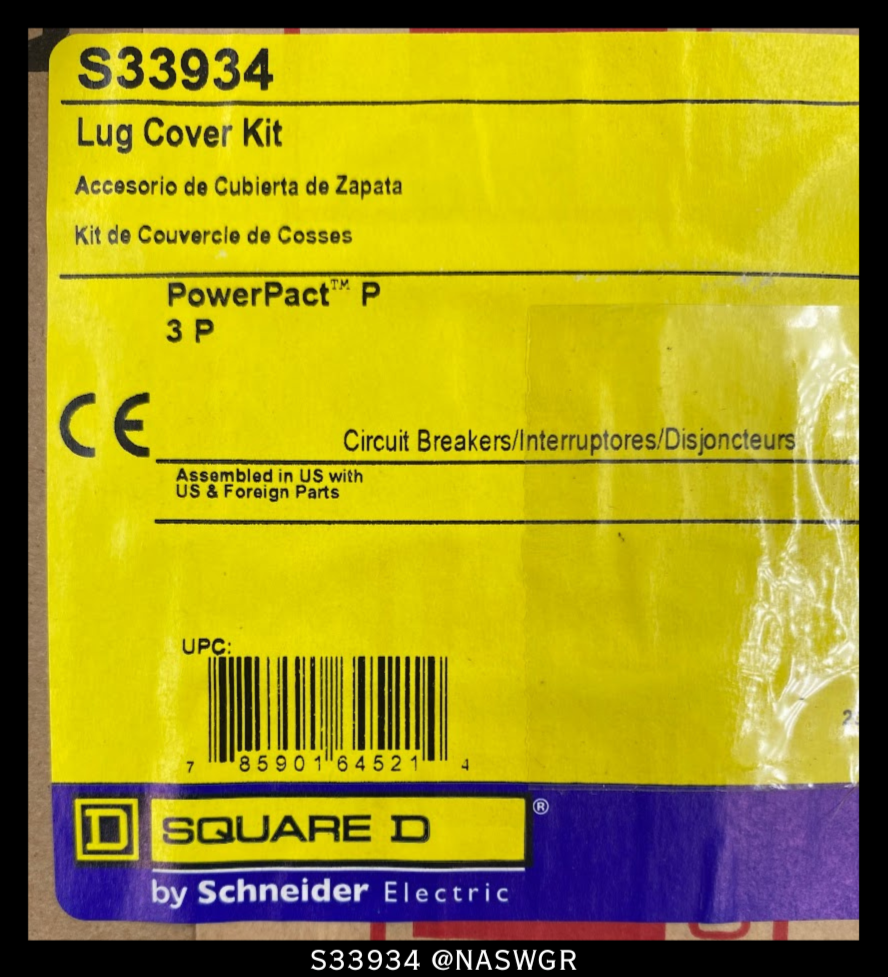 S33934
Lug Cover Kit
Accesorio de Cubierta de Zapata
Kit de Couvercle de Cosses
PowerPact™ P
3 P
CE
Circuit Breakers/Interruptores/Disjoncteurs
Assembled in US with
US & Foreign Parts
UPC:
7 85901 64521 4
D SQUARE D ®
by Schneider Electric
S33934 @NASWGR